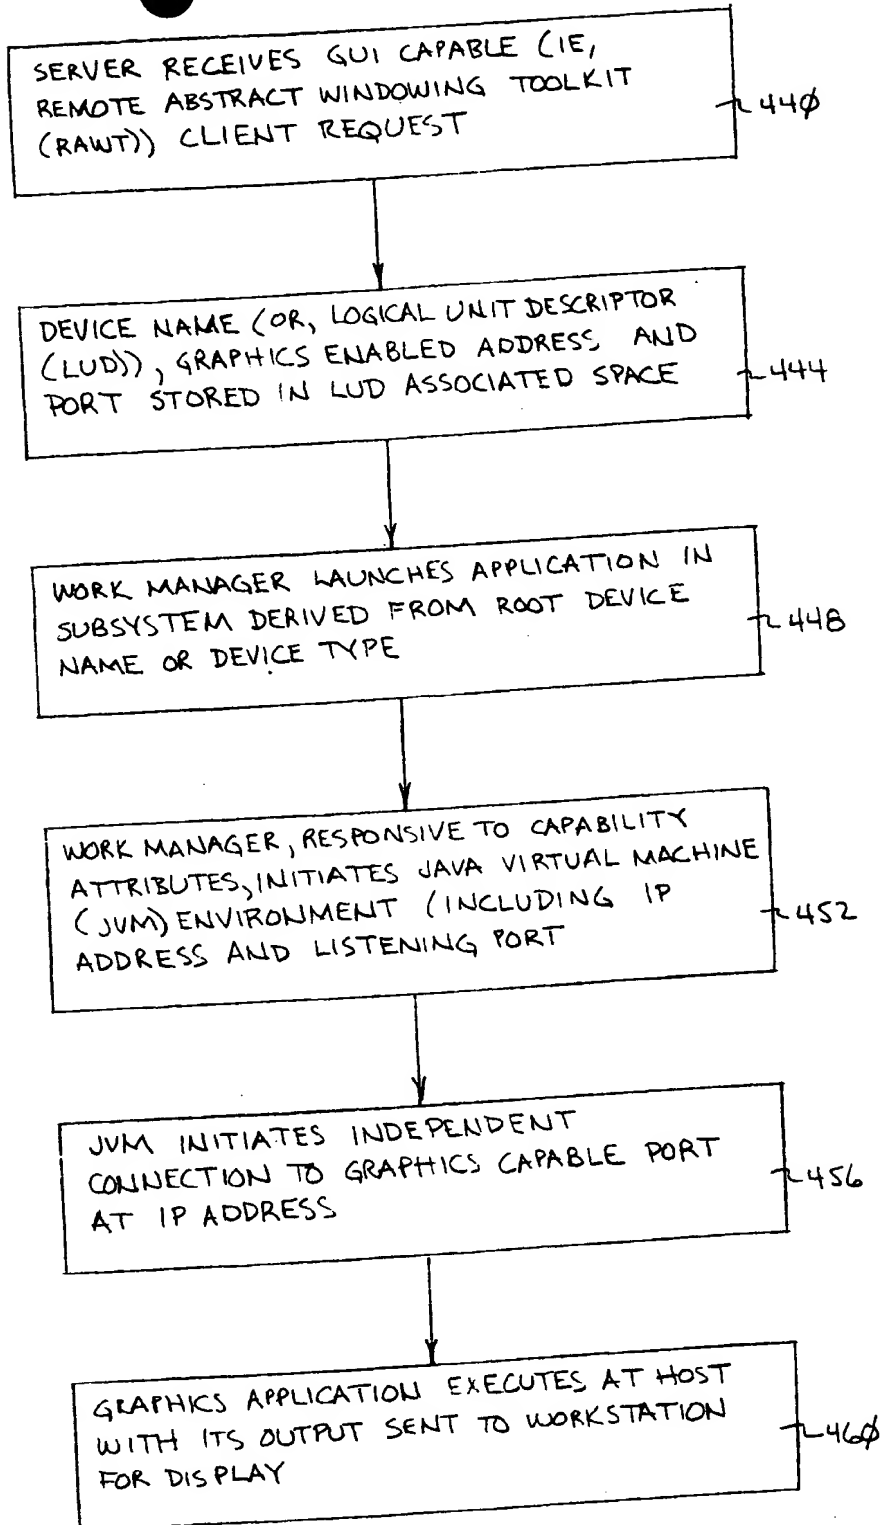 SERVER RECEIVES GUI CAPABLE (IE,
REMOTE ABSTRACT WINDOWING TOOLKIT
(RAWT)) CLIENT REQUEST
440
DEVICE NAME (OR, LOGICAL UNIT DESCRIPTOR
(LUD)), GRAPHICS ENABLED ADDRESS AND
PORT STORED IN LUD ASSOCIATED SPACE
444
WORK MANAGER LAUNCHES APPLICATION IN
SUBSYSTEM DERIVED FROM ROOT DEVICE
NAME OR DEVICE TYPE
448
WORK MANAGER, RESPONSIVE TO CAPABILITY
ATTRIBUTES, INITIATES JAVA VIRTUAL MACHINE
(JVM) ENVIRONMENT (INCLUDING IP
ADDRESS AND LISTENING PORT
452
JVM INITIATES INDEPENDENT
CONNECTION TO GRAPHICS CAPABLE PORT
AT IP ADDRESS
456
GRAPHICS APPLICATION EXECUTES AT HOST
WITH ITS OUTPUT SENT TO WORKSTATION
FOR DISPLAY
460